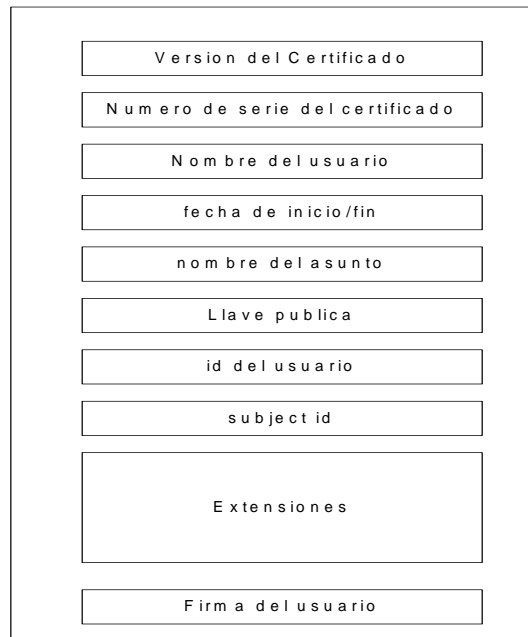 Version del Certificado
Numero de serie del certificado
Nombre del usuario
fecha de inicio/fin
nombre del asunto
Llave publica
id del usuario
subject id
Extensiones
Firma del usuario